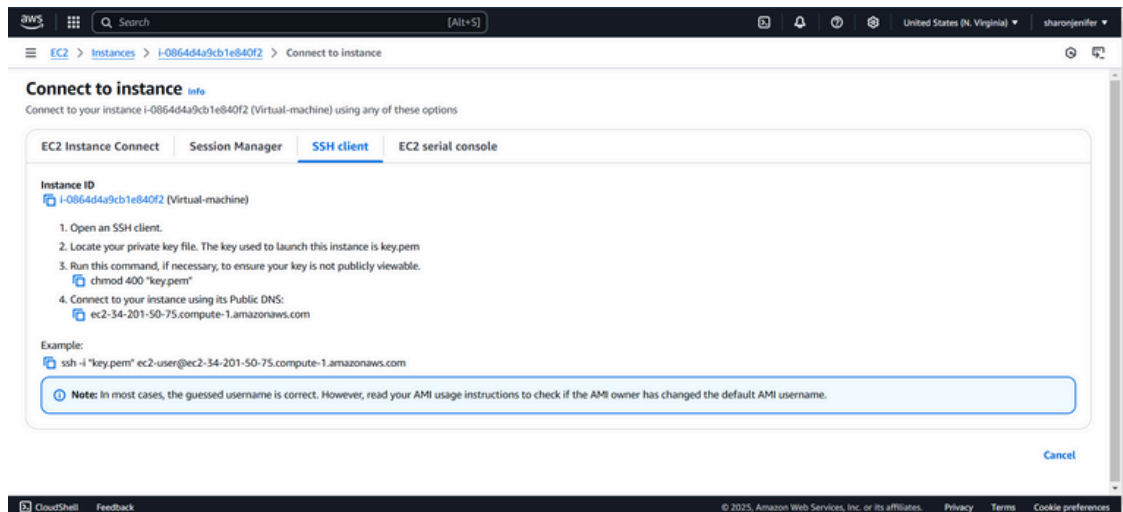 aws Search [Alt+S] United States (N. Virginia) ▼ sharonjenifer ▼
EC2 > Instances > i-0864d4a9cb1e840f2 > Connect to instance
Connect to instance Info
Connect to your instance i-0864d4a9cb1e840f2 (Virtual-machine) using any of these options
EC2 Instance Connect Session Manager SSH client EC2 serial console
Instance ID
i-0864d4a9cb1e840f2 (Virtual-machine)
1. Open an SSH client.
2. Locate your private key file. The key used to launch this instance is key.pem
3. Run this command, if necessary, to ensure your key is not publicly viewable.
chmod 400 "key.pem"
4. Connect to your instance using its Public DNS:
ec2-34-201-50-75.compute-1.amazonaws.com
Example:
ssh -i "key.pem" ec2-user@ec2-34-201-50-75.compute-1.amazonaws.com
Note: In most cases, the guessed username is correct. However, read your AMI usage instructions to check if the AMI owner has changed the default AMI username.
Cancel
CloudShell Feedback © 2025, Amazon Web Services, Inc. or its affiliates. Privacy Terms Cookie preferences